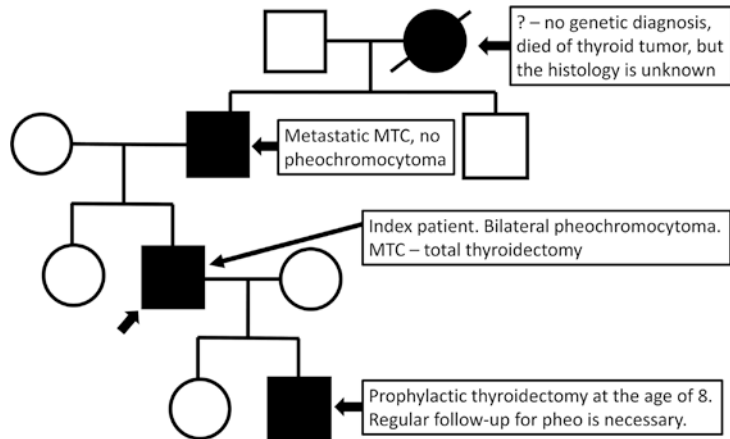 ? – no genetic diagnosis,
died of thyroid tumor, but
the histology is unknown
Metastatic MTC, no
pheochromocytoma
Index patient. Bilateral pheochromocytoma.
MTC – total thyroidectomy
Prophylactic thyroidectomy at the age of 8.
Regular follow-up for pheo is necessary.